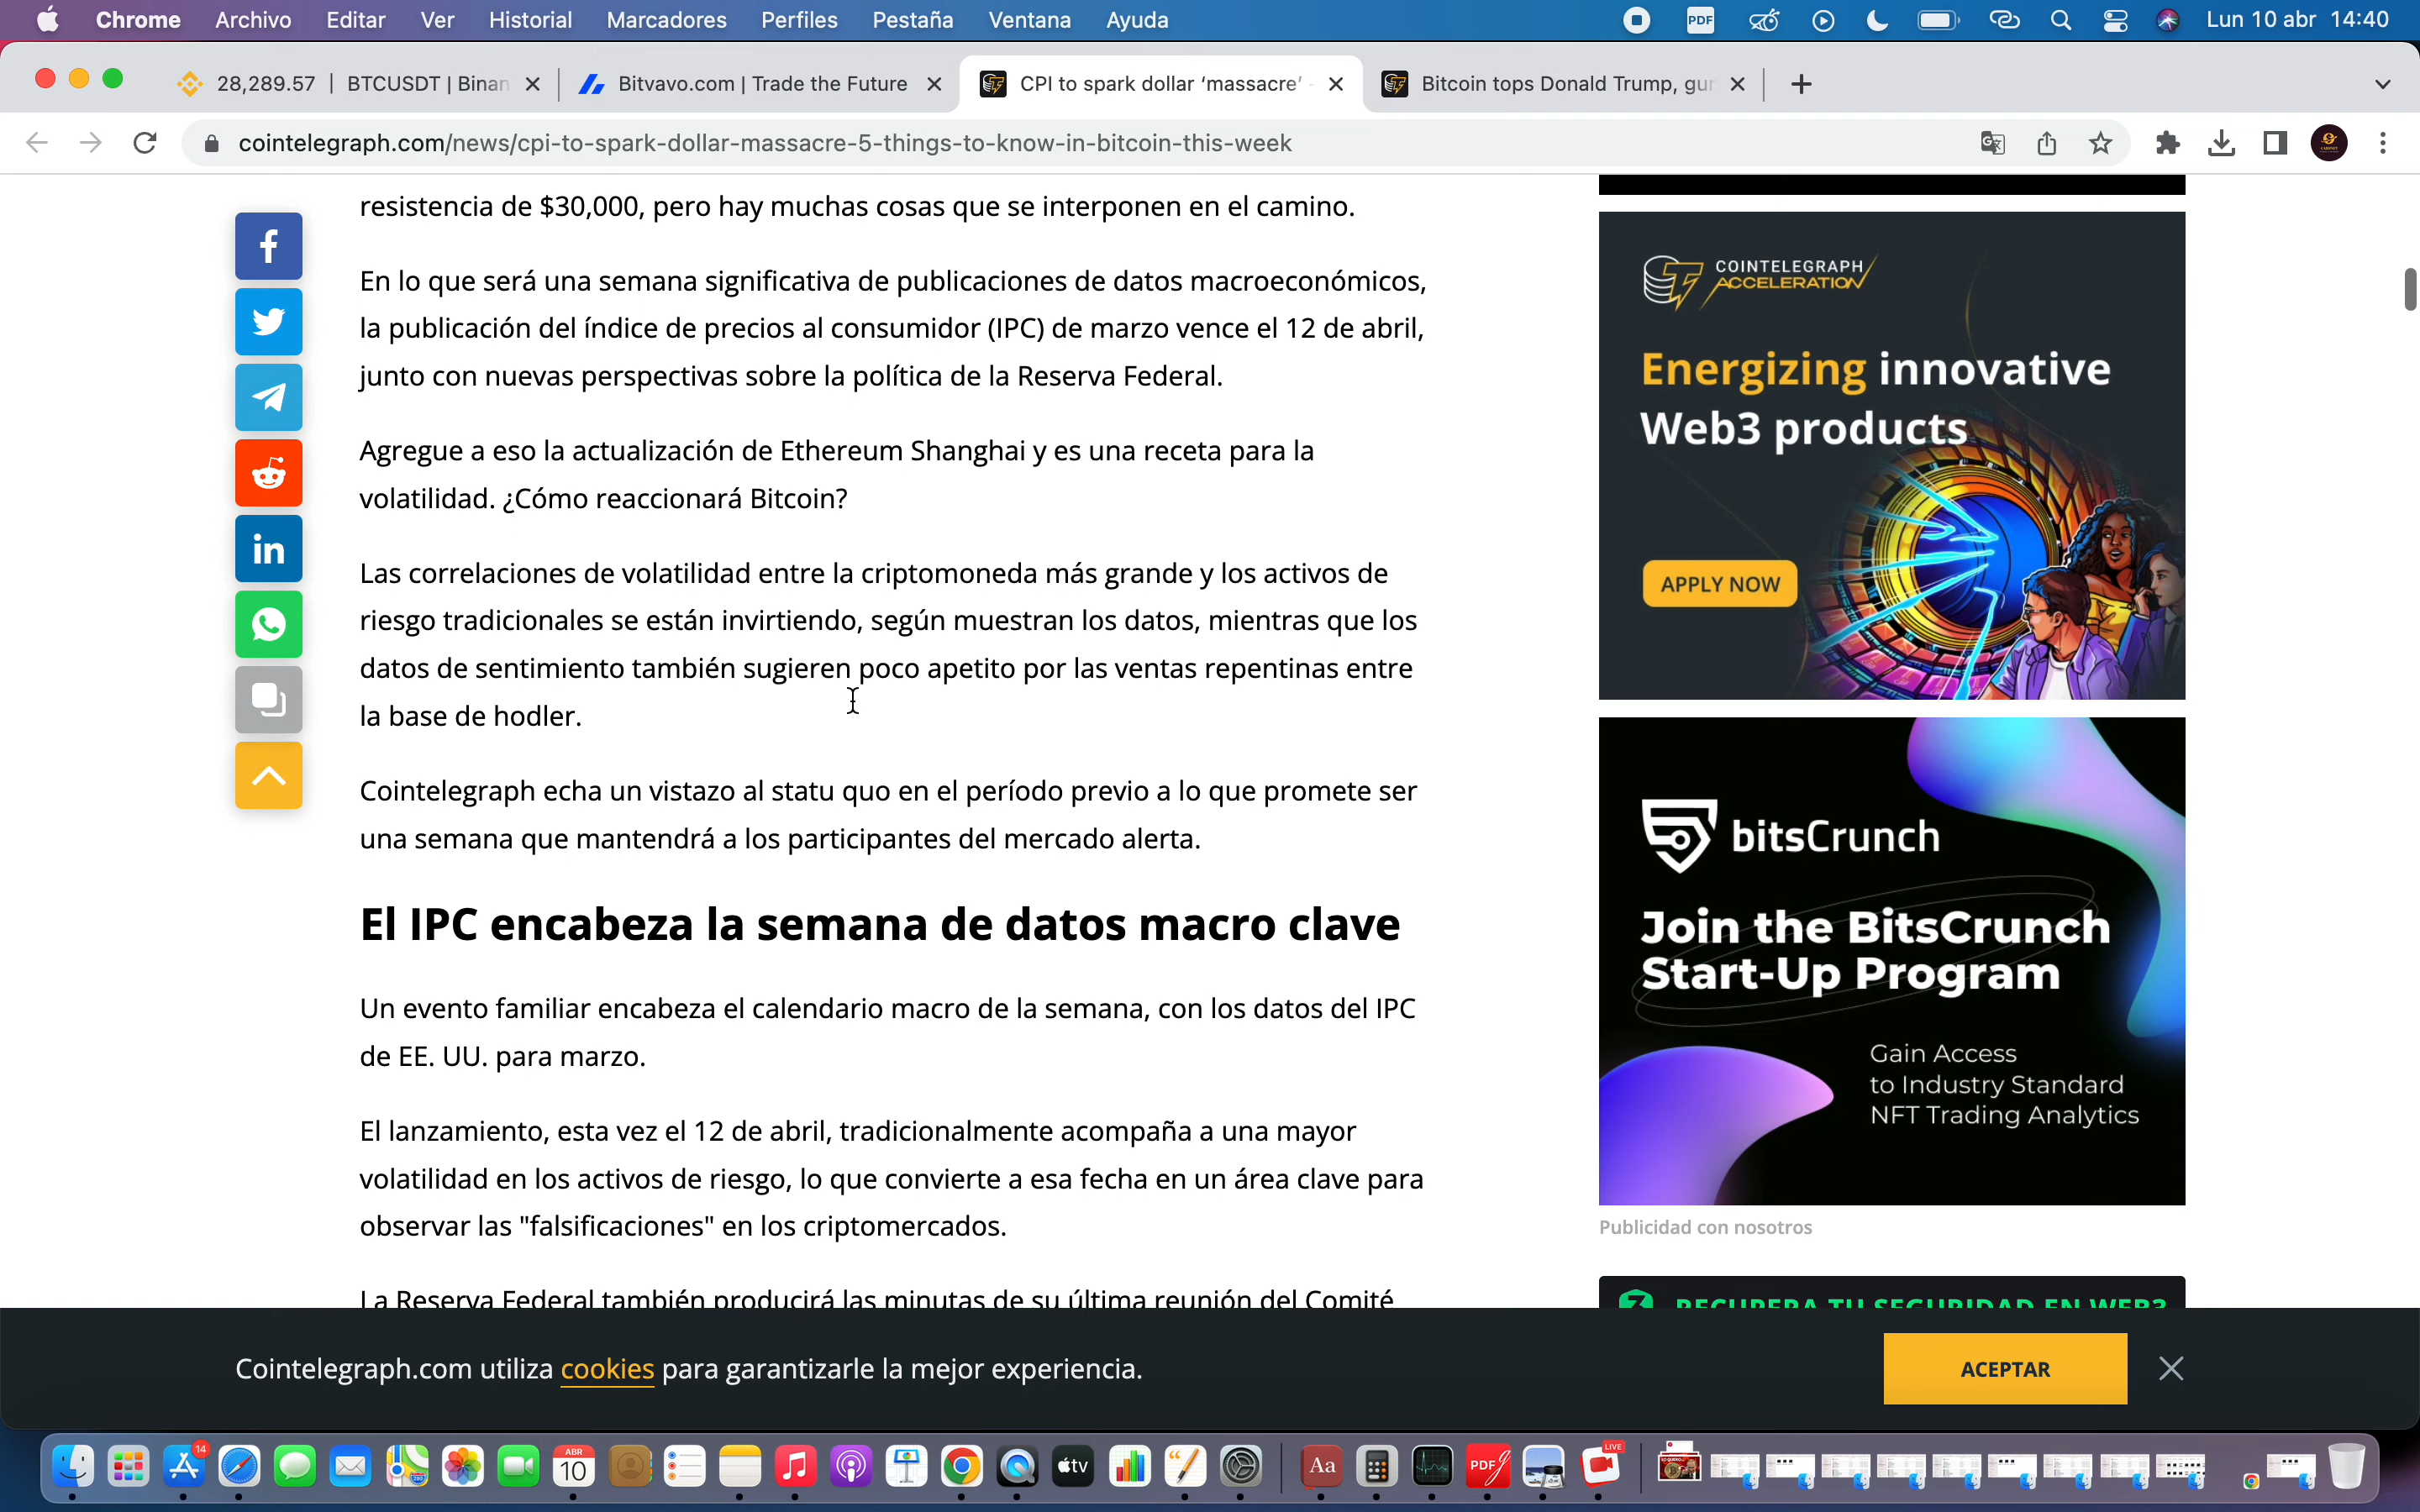 Chrome Archivo Editar Ver Historial Marcadores Perfiles Pestaña Ventana Ayuda
PDF
Lun 10 abr 14:40
28,289.57 | BTCUSDT | Binan
Bitvavo.com | Trade the Future
CPI to spark dollar ‘massacre’
Bitcoin tops Donald Trump, gun
cointelegraph.com/news/cpi-to-spark-dollar-massacre-5-things-to-know-in-bitcoin-this-week
resistencia de $30,000, pero hay muchas cosas que se interponen en el camino.
En lo que será una semana significativa de publicaciones de datos macroeconómicos,
la publicación del índice de precios al consumidor (IPC) de marzo vence el 12 de abril,
junto con nuevas perspectivas sobre la política de la Reserva Federal.
Agregue a eso la actualización de Ethereum Shanghai y es una receta para la
volatilidad. ¿Cómo reaccionará Bitcoin?
Las correlaciones de volatilidad entre la criptomoneda más grande y los activos de
riesgo tradicionales se están invirtiendo, según muestran los datos, mientras que los
datos de sentimiento también sugieren poco apetito por las ventas repentinas entre
la base de hodler.
Cointelegraph echa un vistazo al statu quo en el período previo a lo que promete ser
una semana que mantendrá a los participantes del mercado alerta.
El IPC encabeza la semana de datos macro clave
Un evento familiar encabeza el calendario macro de la semana, con los datos del IPC
de EE. UU. para marzo.
El lanzamiento, esta vez el 12 de abril, tradicionalmente acompaña a una mayor
volatilidad en los activos de riesgo, lo que convierte a esa fecha en un área clave para
observar las "falsificaciones" en los criptomercados.
La Reserva Federal también producirá las minutas de su última reunión del Comité
COINTELEGRAPH
ACCELERATION
Energizing innovative
Web3 products
APPLY NOW
bitsCrunch
Join the BitsCrunch
Start-Up Program
Gain Access
to Industry Standard
NFT Trading Analytics
Publicidad con nosotros
RECUPERA TU SEGURIDAD EN WEB3
Cointelegraph.com utiliza cookies para garantizarle la mejor experiencia.
ACEPTAR
14
ABR
10
tv
Aa
PDF
LIVE